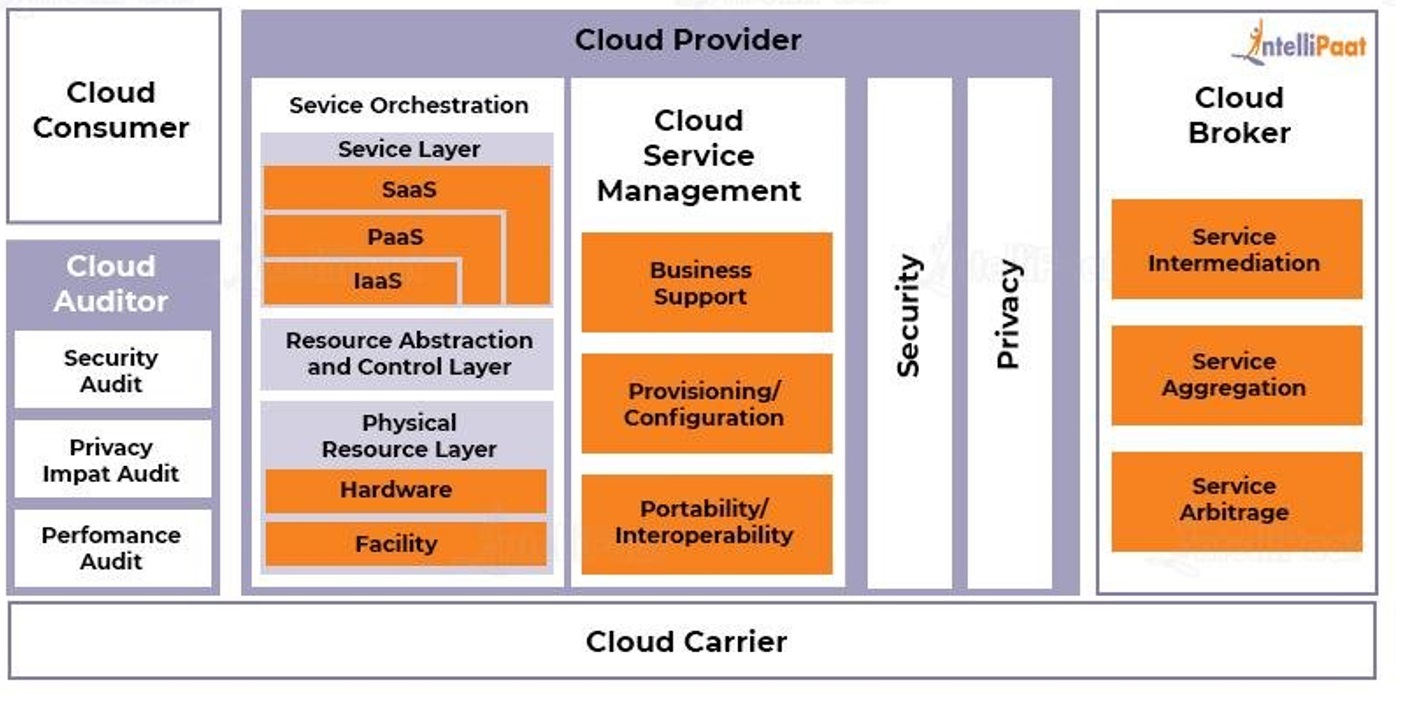 Cloud
Consumer
Cloud
Auditor
Security
Audit
Privacy
Impat Audit
Perfomance
Audit
Cloud Provider
Sevice Orchestration
Sevice Layer
SaaS
PaaS
IaaS
Resource Abstraction
and Control Layer
Physical
Resource Layer
Hardware
Facility
Cloud
Service
Management
Business
Support
Provisioning/
Configuration
Portability/
Interoperability
Security
Privacy
IntelliPaat
Cloud
Broker
Service
Intermediation
Service
Aggregation
Service
Arbitrage
Cloud Carrier